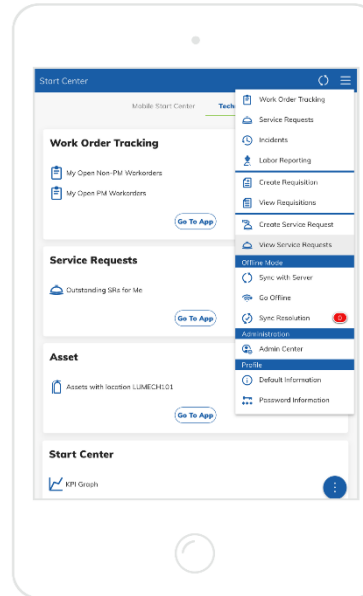 Start Center
Mobile Start Center
Work Order Tracking
My Open Non-PM Workorders
My Open PM Workorders
Go To App
Service Requests
Outstanding SRs for Me
Go To App
Asset
Assets with location LUMECH101
Go To App
Start Center
KPI Graph
Work Order Tracking
Service Requests
Incidents
Labor Reporting
Create Requisition
View Requisitions
Create Service Request
View Service Requests
Offline Mode
Sync with Server
Go Offline
Sync Resolution 0
Administration
Admin Center
Profile
Default Information
Password Information